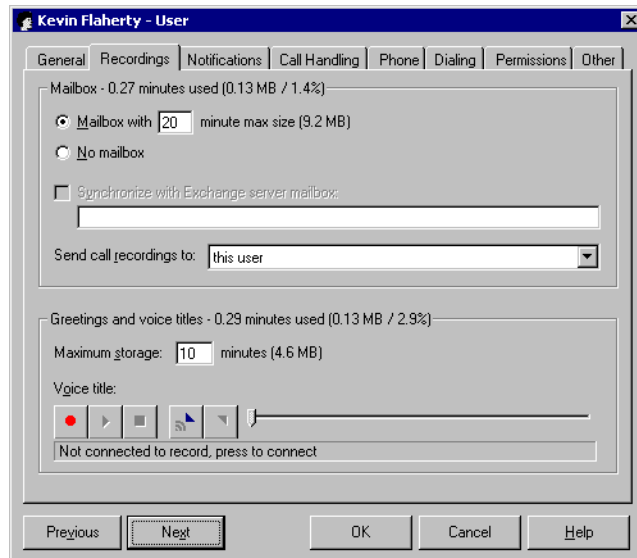 Kevin Flaherty - User
General Recordings Notifications Call Handling Phone Dialing Permissions Other
Mailbox - 0.27 minutes used (0.13 MB / 1.4%)
Mailbox with 20 minute max size (9.2 MB)
No mailbox
Synchronize with Exchange server mailbox:
Send call recordings to: this user
Greetings and voice titles - 0.29 minutes used (0.13 MB / 2.9%)
Maximum storage: 10 minutes (4.6 MB)
Voice title:
Not connected to record, press to connect
Previous Next OK Cancel Help